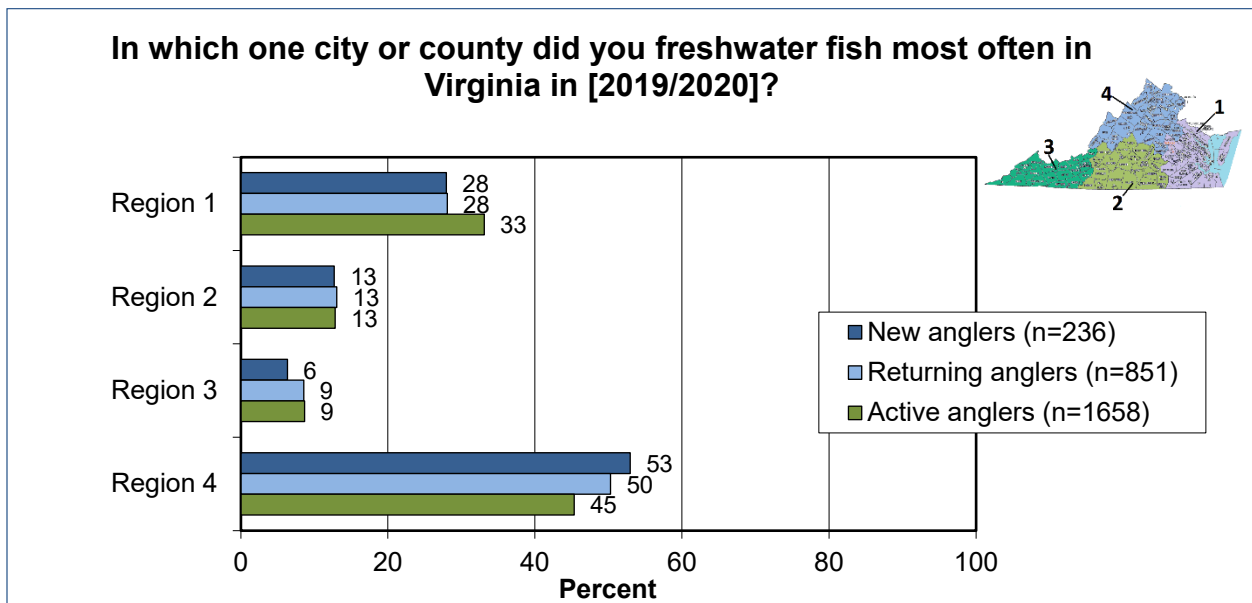 In which one city or county did you freshwater fish most often in
Virginia in [2019/2020]?
4
1
3
2
Region 1
28
28
33
Region 2
13
13
13
Region 3
6
9
9
Region 4
53
50
45
New anglers (n=236)
Returning anglers (n=851)
Active anglers (n=1658)
0
20
40
60
80
100
Percent